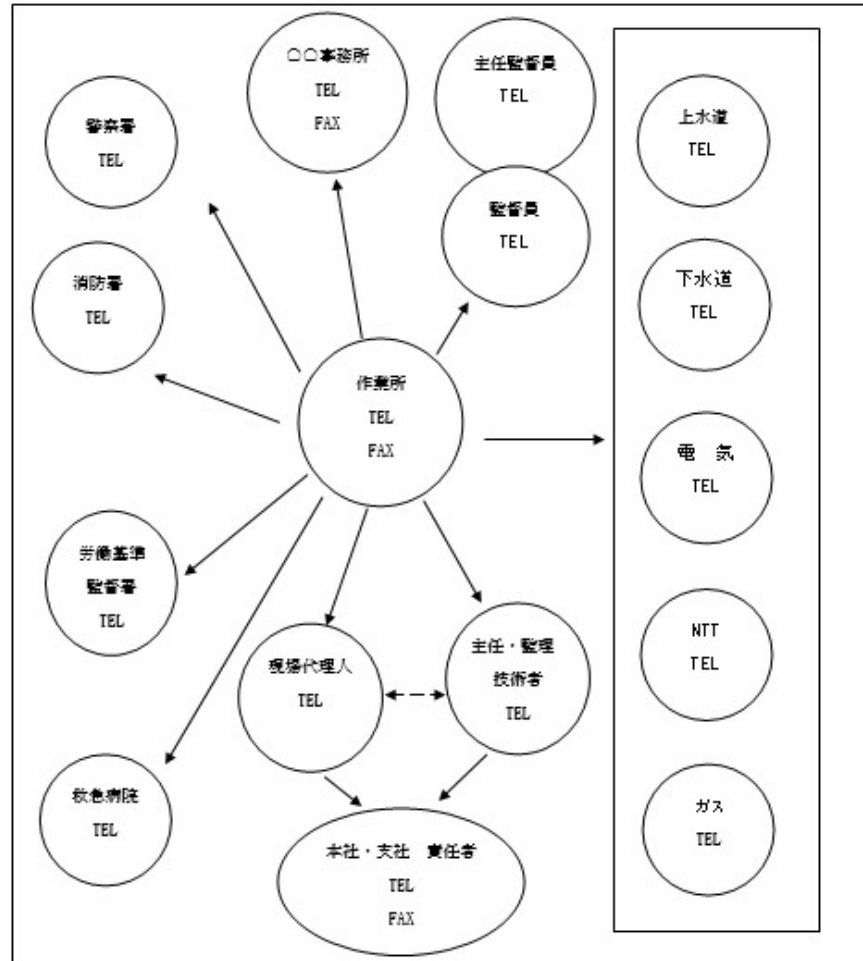 〇〇事務所
TEL
FAX
主任監督員
TEL
監督員
TEL
警察署
TEL
消防署
TEL
作業所
TEL
FAX
労働基準
監督署
TEL
救急病院
TEL
現場代理人
TEL
主任・監理
技術者
TEL
本社・支社　責任者
TEL
FAX
上水道
TEL
下水道
TEL
電　気
TEL
NTT
TEL
ガス
TEL